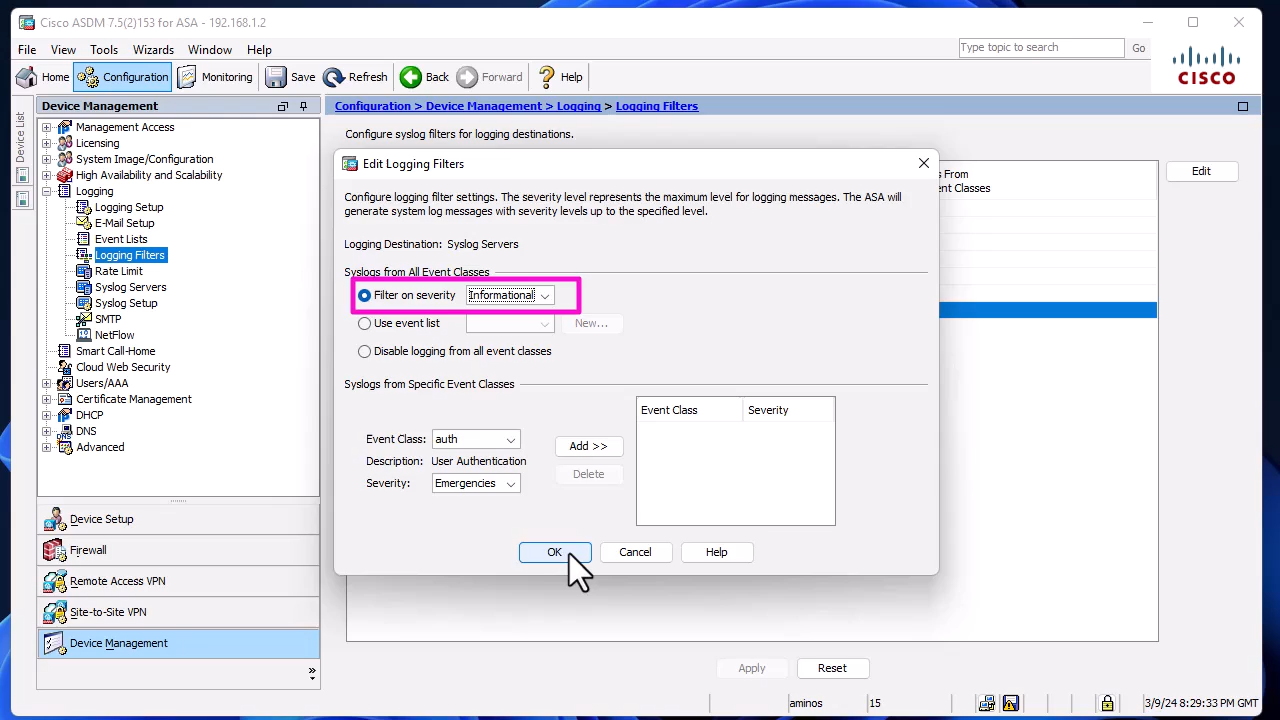 Cisco ASDM 7.5(2)153 for ASA - 192.168.1.2
File View Tools Wizards Window Help
Type topic to search Go
Home Configuration Monitoring Save Refresh Back Forward Help
CISCO
Device List
Device Management
Management Access
Licensing
System Image/Configuration
High Availability and Scalability
Logging
Logging Setup
E-Mail Setup
Event Lists
Logging Filters
Rate Limit
Syslog Servers
Syslog Setup
SMTP
NetFlow
Smart Call-Home
Cloud Web Security
Users/AAA
Certificate Management
DHCP
DNS
Advanced
Device Setup
Firewall
Remote Access VPN
Site-to-Site VPN
Device Management
Configuration > Device Management > Logging > Logging Filters
Configure syslog filters for logging destinations.
s From
ent Classes
Edit
Edit Logging Filters
Configure logging filter settings. The severity level represents the maximum level for logging messages. The ASA will
generate system log messages with severity levels up to the specified level.
Logging Destination: Syslog Servers
Syslogs from All Event Classes
Filter on severity Informational
Use event list New...
Disable logging from all event classes
Syslogs from Specific Event Classes
Event Class Severity
Event Class: auth Add >>
Description: User Authentication
Delete
Severity: Emergencies
OK Cancel Help
Apply Reset
aminos 15 3/9/24 8:29:33 PM GMT